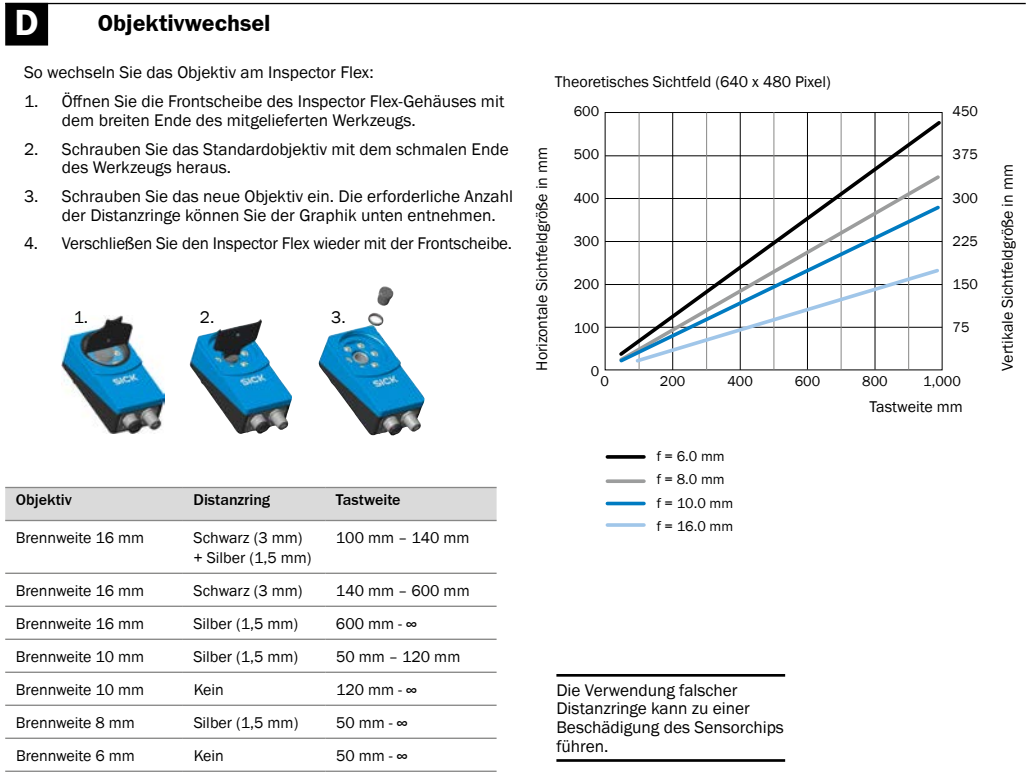 D
Objektivwechsel
So wechseln Sie das Objektiv am Inspector Flex:
1. Öffnen Sie die Frontscheibe des Inspector Flex-Gehäuses mit
dem breiten Ende des mitgelieferten Werkzeugs.
2. Schrauben Sie das Standardobjektiv mit dem schmalen Ende
des Werkzeugs heraus.
3. Schrauben Sie das neue Objektiv ein. Die erforderliche Anzahl
der Distanzringe können Sie der Graphik unten entnehmen.
4. Verschließen Sie den Inspector Flex wieder mit der Frontscheibe.
1. 2. 3.
SICK SICK SICK
Objektiv Distanzring Tastweite
Brennweite 16 mm Schwarz (3 mm) 100 mm – 140 mm
+ Silber (1,5 mm)
Brennweite 16 mm Schwarz (3 mm) 140 mm – 600 mm
Brennweite 16 mm Silber (1,5 mm) 600 mm - ∞
Brennweite 10 mm Silber (1,5 mm) 50 mm – 120 mm
Brennweite 10 mm Kein 120 mm - ∞
Brennweite 8 mm Silber (1,5 mm) 50 mm - ∞
Brennweite 6 mm Kein 50 mm - ∞
Theoretisches Sichtfeld (640 x 480 Pixel)
Horizontale Sichtfeldgröße in mm
600 450
500 375
400 300
300 225
200 150
100 75
0
Vertikale Sichtfeldgröße in mm
0 200 400 600 800 1,000
Tastweite mm
f = 6.0 mm
f = 8.0 mm
f = 10.0 mm
f = 16.0 mm
Die Verwendung falscher
Distanzringe kann zu einer
Beschädigung des Sensorchips
führen.